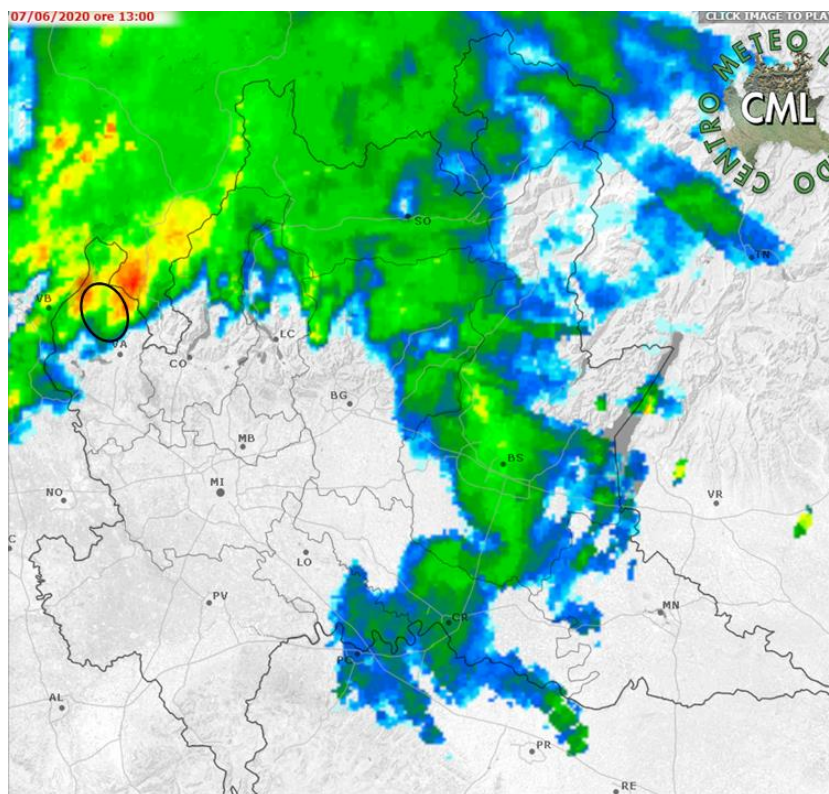 07/06/2020 ore 13:00
CLICK IMAGE TO PLA
CENTRO METEO L
DO
CML
SO
TN
VB
VA
LC
CO
BG
MB
BS
MI
NO
VR
C
LO
PV
CR
MN
PC
AL
PR
RE